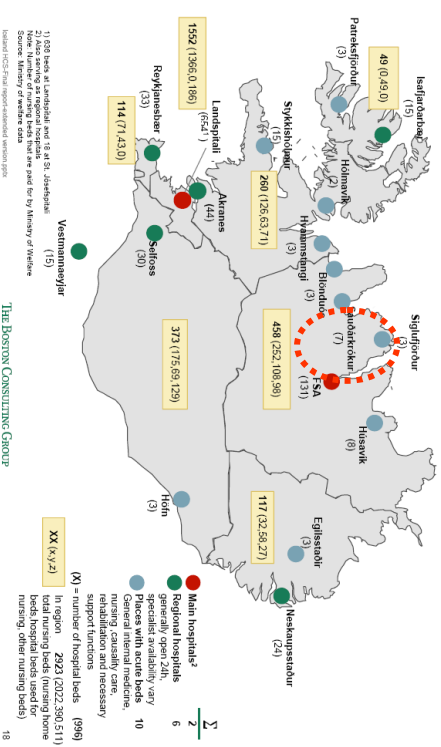 Patreksfjörður
(3)
49 (0,49,0)
Ísafjarðarbær
(15)
1552
(1366,0,186)
Stykkishólmur
(15)
Hólmavík
(2)
Landspitali
(654¹)
Reykjanesbær
(33)
114 (71,43,0)
Akranes
(44)
260 (126,63,71)
Hvammstangi
(3)
Blönduós
(3)
Sauðárkrókur
(7)
Siglufjörður
(3)
Selfoss
(30)
458 (252,108,98)
FSA
(131)
Húsavík
(8)
Vestmannaeyjar
(15)
373 (175,69,129)
Höfn
(3)
117 (32,58,27)
Egilsstaðir
(3)
Neskaupsstaður
(24)
Σ
Main hospitals² 2
Regional hospitals 6
generally open 24h,
specialist availability vary
Places with acute beds 10
General internal medicine,
nursing ,causality care,
rehabilitation and necessary
support functions
(X) = number of hospital beds (996)
XX (x,y,z)
In region 2923 (2022,390,511)
total nursing beds (nursing home
beds,hospital beds used for
nursing, other nursing beds)
1) 636 beds at Landspitali and 18 at St. Jósefspítali
2) Also serving as regional hospitals
Note: Number of nursing beds that are paid for by Ministry of Welfare
Source: Ministry of welfare data
Iceland HCS-Final report-extended version.pptx
THE BOSTON CONSULTING GROUP
18